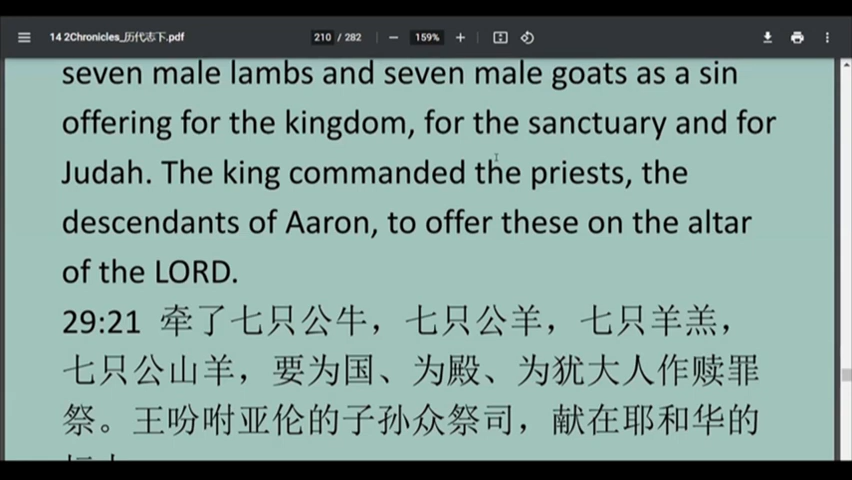 14 2Chronicles_历代志下.pdf 210 / 282 159%
seven male lambs and seven male goats as a sin
offering for the kingdom, for the sanctuary and for
Judah. The king commanded the priests, the
descendants of Aaron, to offer these on the altar
of the LORD.
29:21 牵了七只公牛，七只公羊，七只羊羔，
七只公山羊，要为国、为殿、为犹大人作赎罪
祭。王吩咐亚伦的子孙众祭司，献在耶和华的